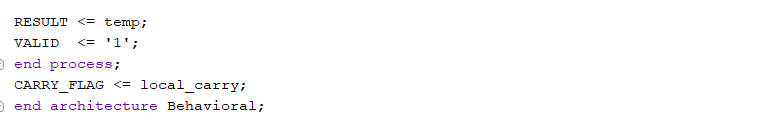 RESULT <= temp;
VALID  <= '1';
end process;
CARRY_FLAG <= local_carry;
end architecture Behavioral;